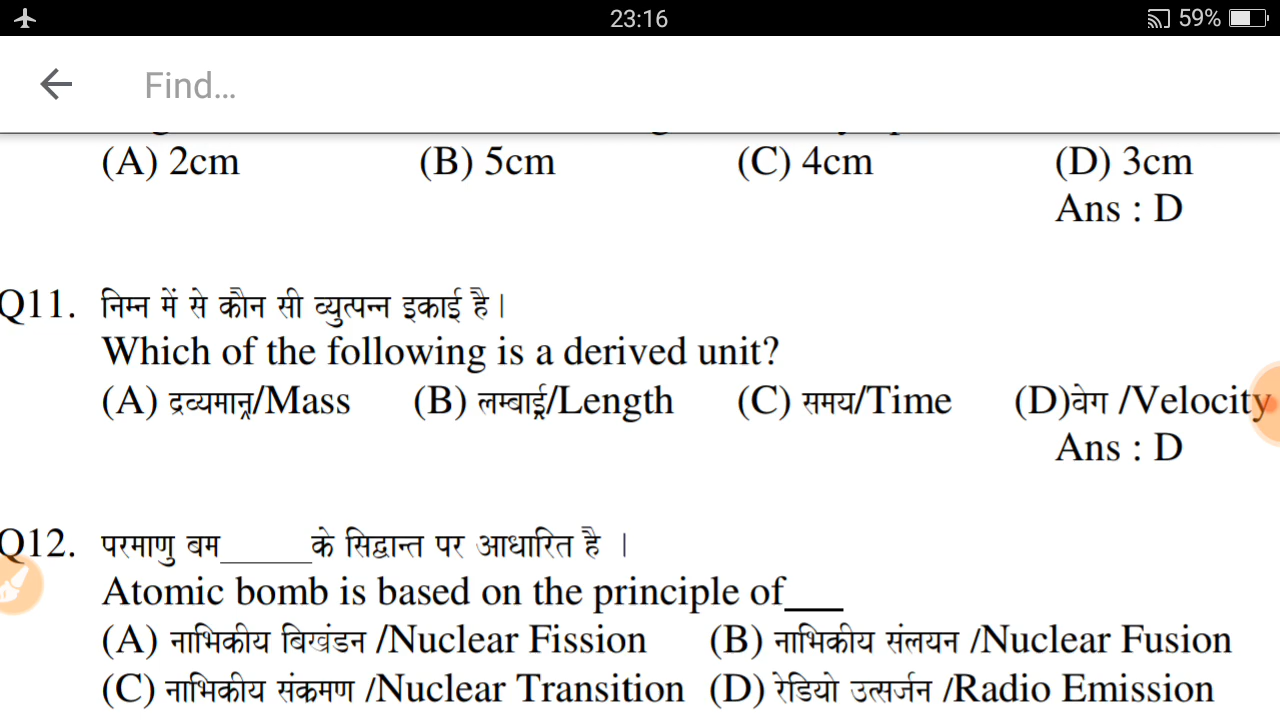 23:16 59%
Find...
(A) 2cm (B) 5cm (C) 4cm (D) 3cm
Ans : D
Q11. निम्न में से कौन सी व्युत्पन्न इकाई है।
Which of the following is a derived unit?
(A) द्रव्यमान्र/Mass (B) लम्बाई/Length (C) समय/Time (D)वेग /Velocity
Ans : D
Q12. परमाणु बम_____के सिद्वान्त पर आधारित है ।
Atomic bomb is based on the principle of___
(A) नाभिकीय बिखंडन /Nuclear Fission (B) नाभिकीय संलयन /Nuclear Fusion
(C) नाभिकीय संक्रमण /Nuclear Transition (D) रेडियो उत्सर्जन /Radio Emission